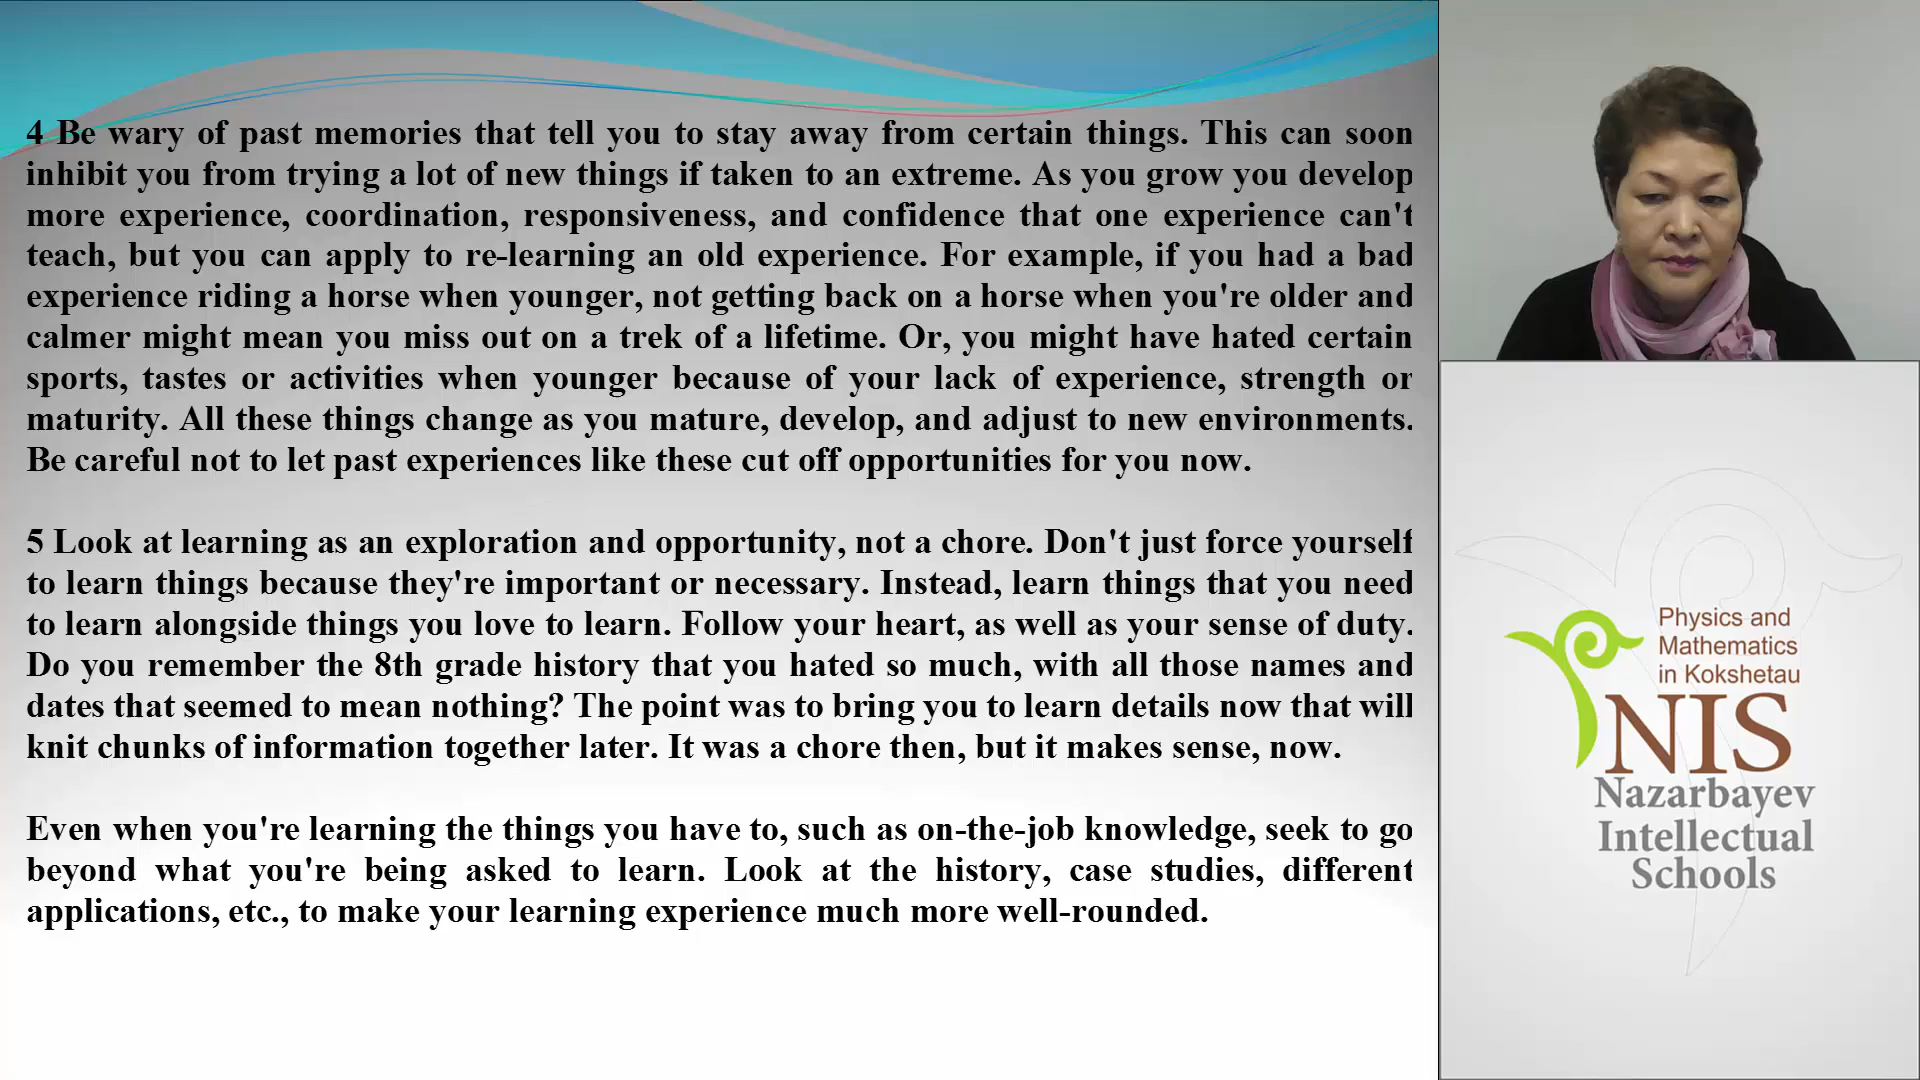 4 Be wary of past memories that tell you to stay away from certain things. This can soon
inhibit you from trying a lot of new things if taken to an extreme. As you grow you develop
more experience, coordination, responsiveness, and confidence that one experience can't
teach, but you can apply to re-learning an old experience. For example, if you had a bad
experience riding a horse when younger, not getting back on a horse when you're older and
calmer might mean you miss out on a trek of a lifetime. Or, you might have hated certain
sports, tastes or activities when younger because of your lack of experience, strength or
maturity. All these things change as you mature, develop, and adjust to new environments.
Be careful not to let past experiences like these cut off opportunities for you now.
5 Look at learning as an exploration and opportunity, not a chore. Don't just force yourself
to learn things because they're important or necessary. Instead, learn things that you need
to learn alongside things you love to learn. Follow your heart, as well as your sense of duty.
Do you remember the 8th grade history that you hated so much, with all those names and
dates that seemed to mean nothing? The point was to bring you to learn details now that will
knit chunks of information together later. It was a chore then, but it makes sense, now.
Even when you're learning the things you have to, such as on-the-job knowledge, seek to go
beyond what you're being asked to learn. Look at the history, case studies, different
applications, etc., to make your learning experience much more well-rounded.
Physics and
Mathematics
in Kokshetau
NIS
Nazarbayev
Intellectual
Schools